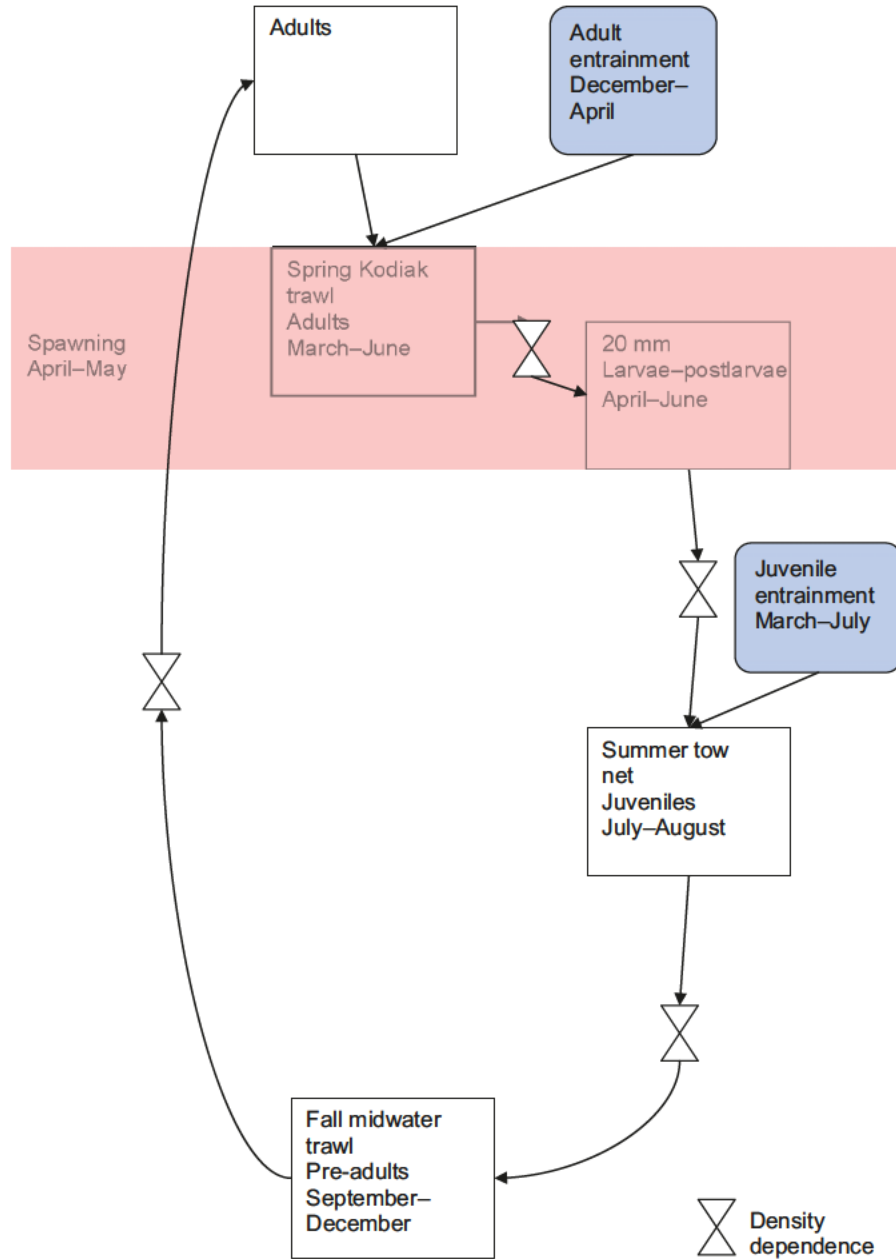 Adults
Adult
entrainment
December–
April
Spring Kodiak
trawl
Adults
March–June
Spawning
April–May
20 mm
Larvae–postlarvae
April–June
Juvenile
entrainment
March–July
Summer tow
net
Juveniles
July–August
Fall midwater
trawl
Pre-adults
September–
December
Density
dependence